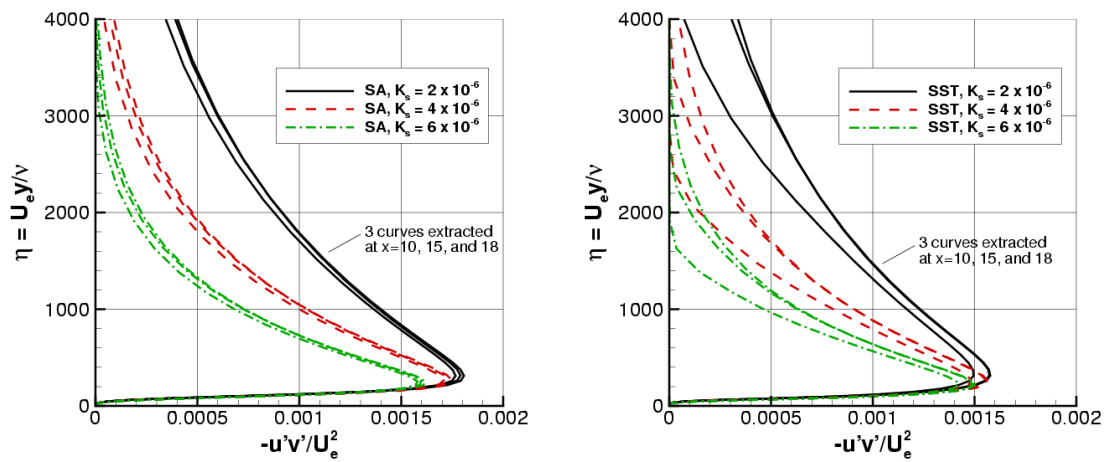 4000
3000
2000
1000
0
η = Uₑy/ν
SA, Kₛ = 2 x 10⁻⁶
SA, Kₛ = 4 x 10⁻⁶
SA, Kₛ = 6 x 10⁻⁶
3 curves extracted
at x=10, 15, and 18
0 0.0005 0.001 0.0015 0.002
-u'v'/Uₑ²
4000
3000
2000
1000
0
η = Uₑy/ν
SST, Kₛ = 2 x 10⁻⁶
SST, Kₛ = 4 x 10⁻⁶
SST, Kₛ = 6 x 10⁻⁶
3 curves extracted
at x=10, 15, and 18
0 0.0005 0.001 0.0015 0.002
-u'v'/Uₑ²